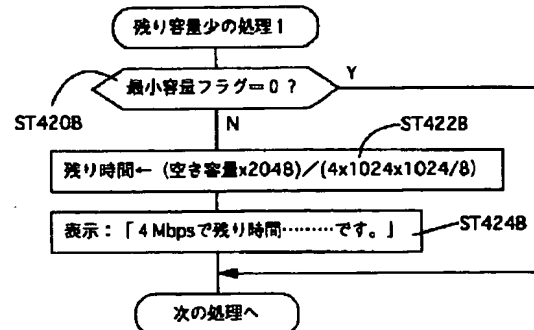 残り容量少の処理1
最小容量フラグ=0？
Y
ST420B
N
ST422B
残り時間←（空き容量x2048）／(4x1024x1024/8)
表示：「4Mbpsで残り時間………です。」
ST424B
次の処理へ